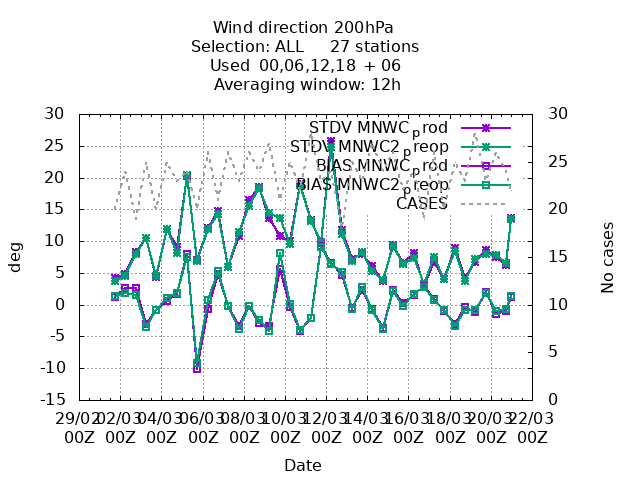 Wind direction 200hPa
Selection: ALL 27 stations
Used 00,06,12,18 + 06
Averaging window: 12h
30 30
25 25
20 20
15 15
10 10
5 5
0 0
-5
-10
-15
deg
No cases
STDV MNWC_prod
STDV MNWC2_preop
BIAS MNWC_prod
BIAS MNWC2_preop
CASES
29/02 02/03 04/03 06/03 08/03 10/03 12/03 14/03 16/03 18/03 20/03 22/03
00Z 00Z 00Z 00Z 00Z 00Z 00Z 00Z 00Z 00Z 00Z 00Z
Date